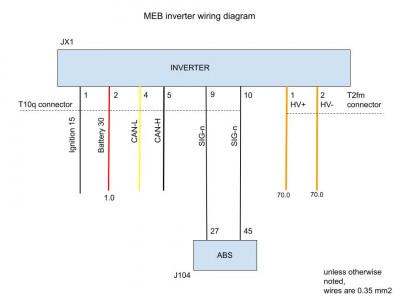 MEB inverter wiring diagram
JX1
INVERTER
1 2 4 5 9 10 1 2
HV+ HV-
T2fm
connector
T10q connector
Ignition 15
Battery 30
CAN-L
CAN-H
SIG-n
SIG-n
1.0
70.0 70.0
27 45
ABS
J104
unless otherwise
noted,
wires are 0.35 mm2